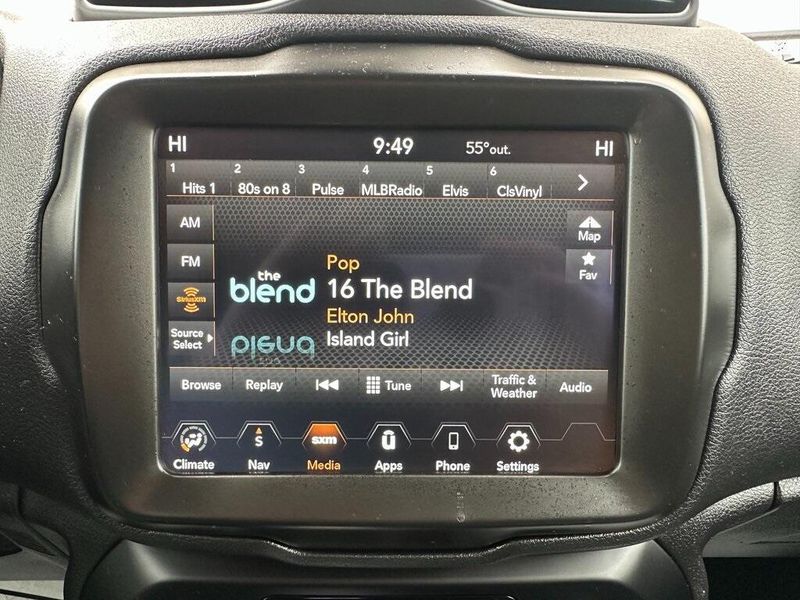 HI 9:49 55°out. HI
1 2 3 4 5 6
Hits 1 80s on 8 Pulse MLBRadio Elvis ClsVinyl
AM
FM
SiriusXM
Source
Select
the
blend
Pop
16 The Blend
Elton John
Island Girl
Map
Fav
Browse Replay Tune Traffic &
Weather Audio
S sxm u
Climate Nav Media Apps Phone Settings